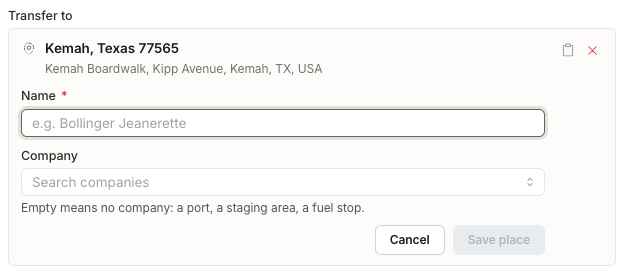 Transfer to
Kemah, Texas 77565
Kemah Boardwalk, Kipp Avenue, Kemah, TX, USA
Name *
e.g. Bollinger Jeanerette
Company
Search companies
Empty means no company: a port, a staging area, a fuel stop.
Cancel Save place